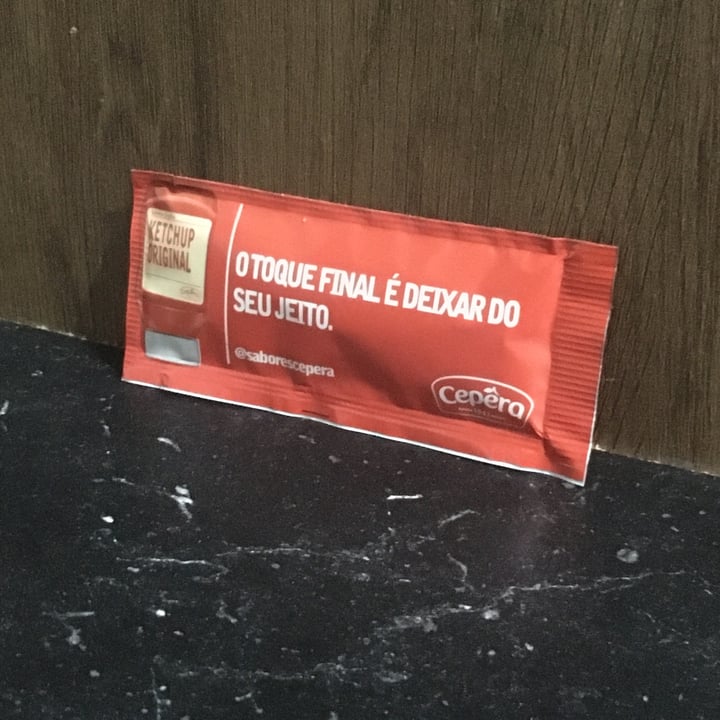 KETCHUP
ORIGINAL
O TOQUE FINAL É DEIXAR DO
SEU JEITO.
@saborescepera
Cepêra